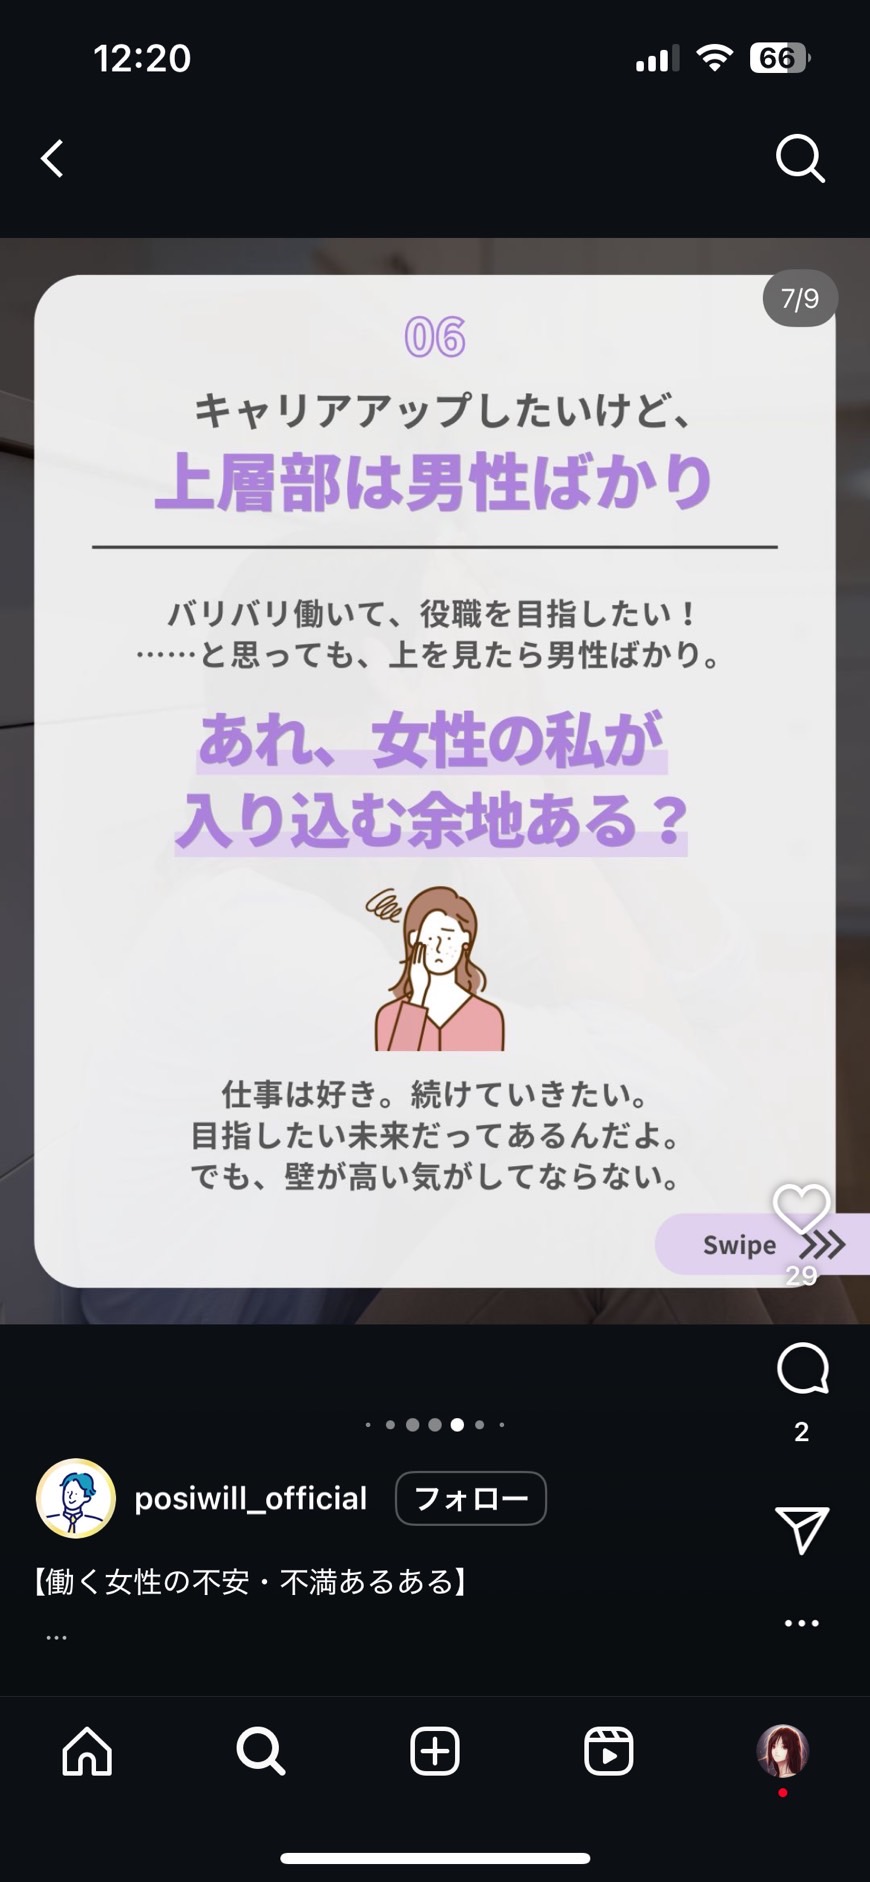 12:20
66
7/9
06
キャリアアップしたいけど、
上層部は男性ばかり
バリバリ働いて、役職を目指したい！
……と思っても、上を見たら男性ばかり。
あれ、女性の私が
入り込む余地ある？
仕事は好き。続けていきたい。
目指したい未来だってあるんだよ。
でも、壁が高い気がしてならない。
Swipe
29
2
posiwill_official
フォロー
【働く女性の不安・不満あるある】
...